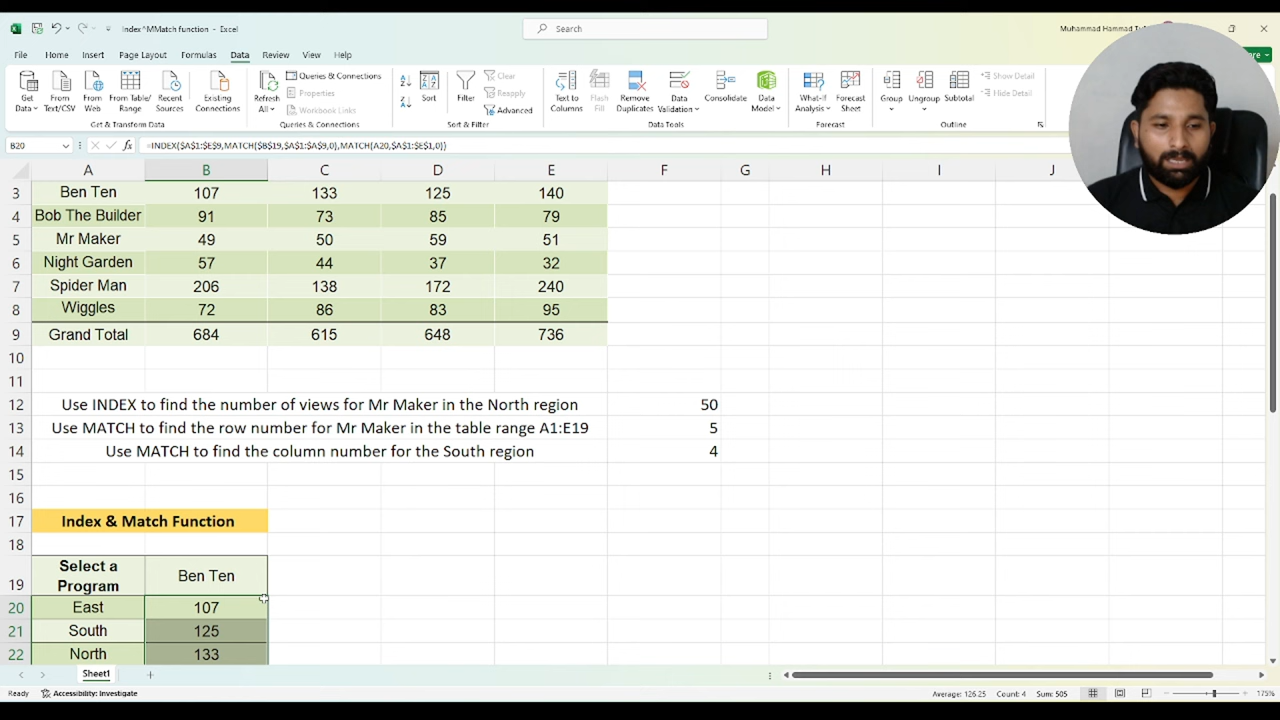 Index^MMatch function - Excel
Search
Muhammad Hammad
File Home Insert Page Layout Formulas Data Review View Help
Get Data From Text/CSV From Web From Table/Range Recent Sources Existing Connections
Refresh All Queries & Connections Properties Workbook Links
Sort Filter Clear Reapply Advanced
Text to Columns Flash Fill Remove Duplicates Data Validation Consolidate Data Model
What-If Analysis Forecast Sheet Group Ungroup Subtotal Show Detail Hide Detail
Get & Transform Data Queries & Connections Sort & Filter Data Tools Forecast Outline
B20 fx =INDEX($A$1:$E$9,MATCH($B$19,$A$1:$A$9,0),MATCH(A20,$A$1:$E$1,0))
A B C D E F G H I J
3 Ben Ten 107 133 125 140
4 Bob The Builder 91 73 85 79
5 Mr Maker 49 50 59 51
6 Night Garden 57 44 37 32
7 Spider Man 206 138 172 240
8 Wiggles 72 86 83 95
9 Grand Total 684 615 648 736
10
11
12 Use INDEX to find the number of views for Mr Maker in the North region 50
13 Use MATCH to find the row number for Mr Maker in the table range A1:E19 5
14 Use MATCH to find the column number for the South region 4
15
16
17 Index & Match Function
18
19 Select a Program Ben Ten
20 East 107
21 South 125
22 North 133
Sheet1
Ready Accessibility: Investigate Average: 126.25 Count: 4 Sum: 505 175%